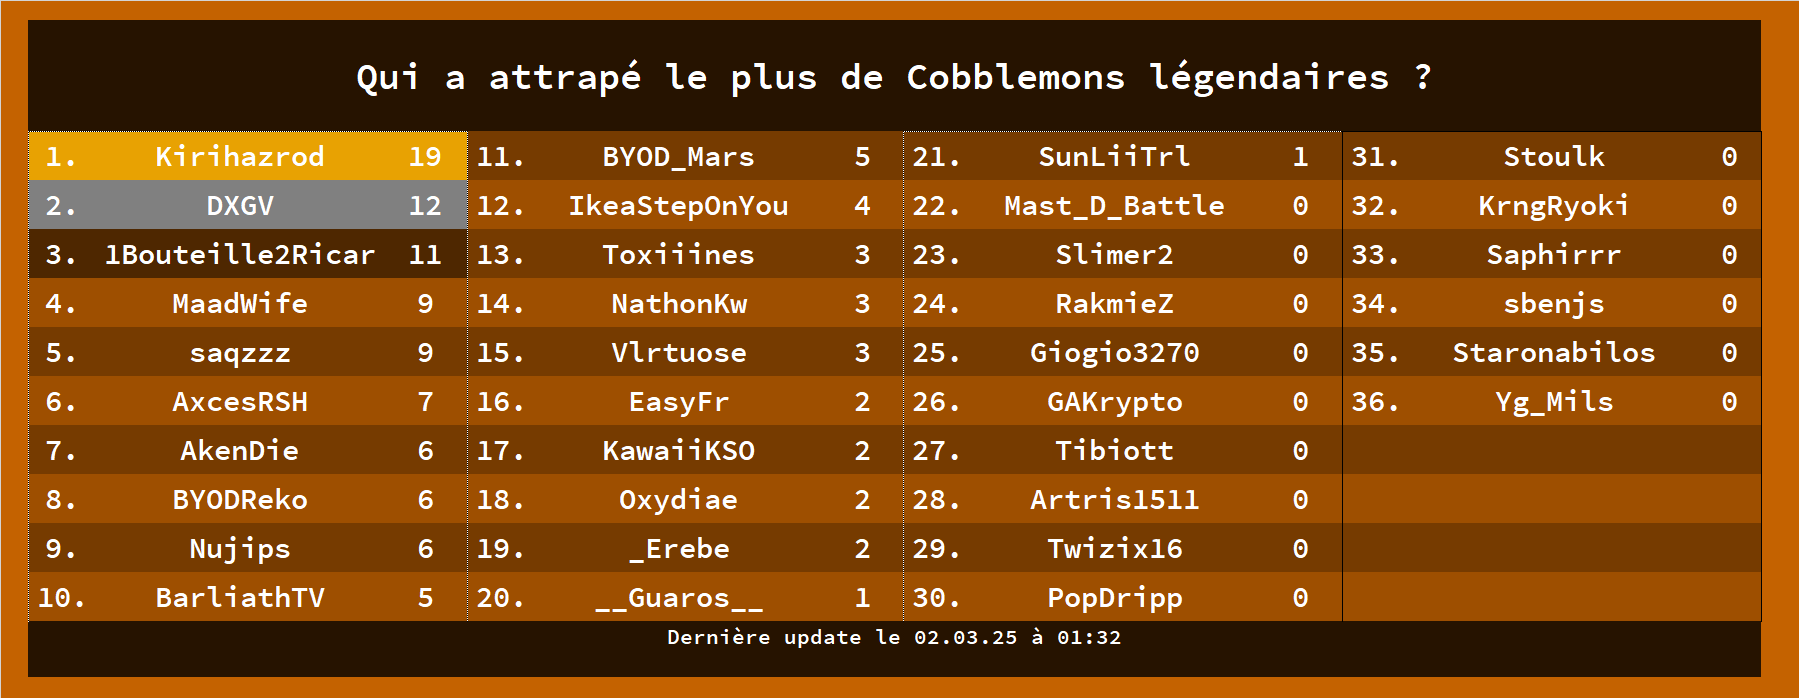 Qui a attrapé le plus de Cobblemons légendaires ?
1. Kirihazrod 19
2. DXGV 12
3. 1Bouteille2Ricar 11
4. MaadWife 9
5. saqzzz 9
6. AxcesRSH 7
7. AkenDie 6
8. BYODReko 6
9. Nujips 6
10. BarliathTV 5
11. BYOD_Mars 5
12. IkeaStepOnYou 4
13. Toxiiines 3
14. NathonKw 3
15. Vlrtuose 3
16. EasyFr 2
17. KawaiiKSO 2
18. Oxydiae 2
19. _Erebe 2
20. __Guaros__ 1
21. SunLiiTrl 1
22. Mast_D_Battle 0
23. Slimer2 0
24. RakmieZ 0
25. Giogio3270 0
26. GAKrypto 0
27. Tibiott 0
28. Artris1511 0
29. Twizix16 0
30. PopDripp 0
31. Stoulk 0
32. KrngRyoki 0
33. Saphirrr 0
34. sbenjs 0
35. Staronabilos 0
36. Yg_Mils 0
Dernière update le 02.03.25 à 01:32